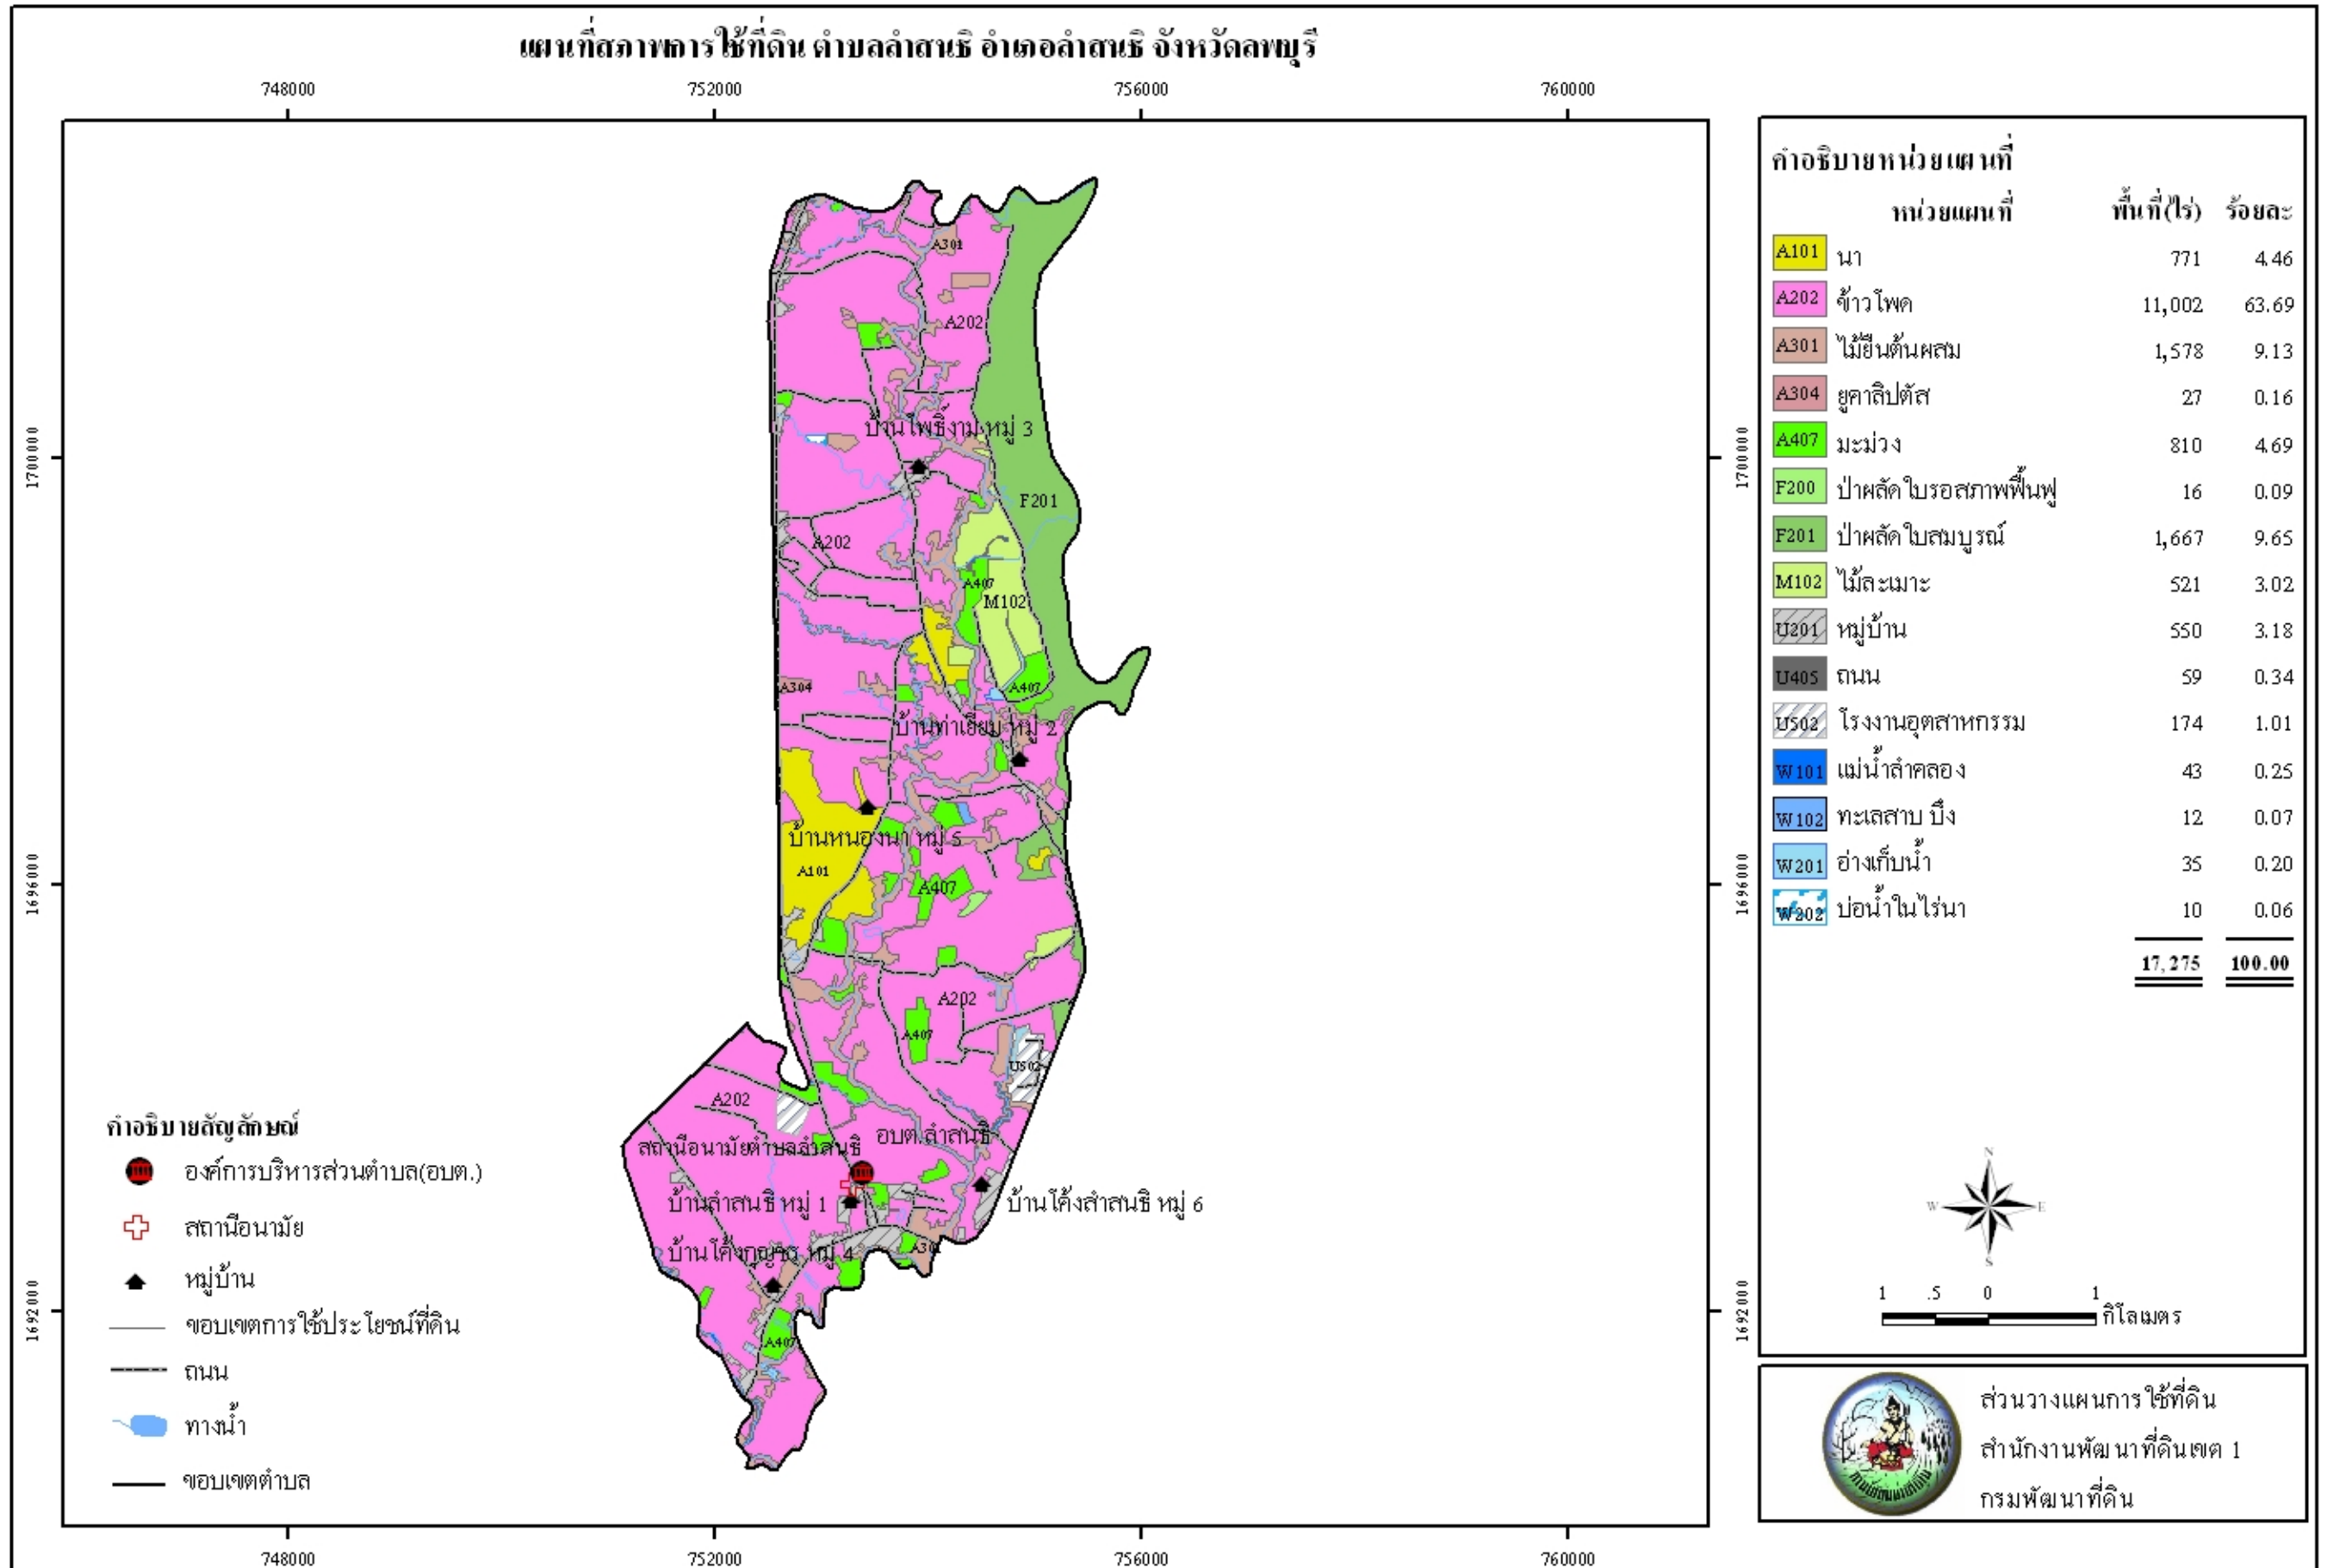 แผนที่สภาพการใช้ที่ดิน ตำบลลำสนธิ อำเภอลำสนธิ จังหวัดลพบุรี
748000 752000 756000 760000
1700000
1696000
1692000
1700000
1696000
1692000
A301
A202
บ้านโพธิ์งาม หมู่ 3
F201
A202
A407
M102
A304
A407
บ้านท่าเยี่ยม หมู่ 2
บ้านหนองนา หมู่ 5
A101
A407
A202
A407
U502
A202
อบต.ลำสนธิ
สถานีอนามัยตำบลลำสนธิ
บ้านลำสนธิ หมู่ 1
บ้านโค้งลำสนธิ หมู่ 6
บ้านโค้งกุญชร หมู่ 4
A301
A407
748000 752000 756000 760000
คำอธิบายสัญลักษณ์
องค์การบริหารส่วนตำบล(อบต.)
สถานีอนามัย
หมู่บ้าน
ขอบเขตการใช้ประโยชน์ที่ดิน
ถนน
ทางน้ำ
ขอบเขตตำบล
คำอธิบายหน่วยแผนที่
หน่วยแผนที่ พื้นที่(ไร่) ร้อยละ
A101 นา 771 4.46
A202 ข้าวโพด 11,002 63.69
A301 ไม้ยืนต้นผสม 1,578 9.13
A304 ยูคาลิปตัส 27 0.16
A407 มะม่วง 810 4.69
F200 ป่าผลัดใบรอสภาพฟื้นฟู 16 0.09
F201 ป่าผลัดใบสมบูรณ์ 1,667 9.65
M102 ไม้ละเมาะ 521 3.02
U201 หมู่บ้าน 550 3.18
U405 ถนน 59 0.34
U502 โรงงานอุตสาหกรรม 174 1.01
W101 แม่น้ำลำคลอง 43 0.25
W102 ทะเลสาบ บึง 12 0.07
W201 อ่างเก็บน้ำ 35 0.20
W202 บ่อน้ำในไร่นา 10 0.06
17,275 100.00
N
W E
S
1 .5 0 1
กิโลเมตร
ส่วนวางแผนการใช้ที่ดิน
สำนักงานพัฒนาที่ดินเขต 1
กรมพัฒนาที่ดิน